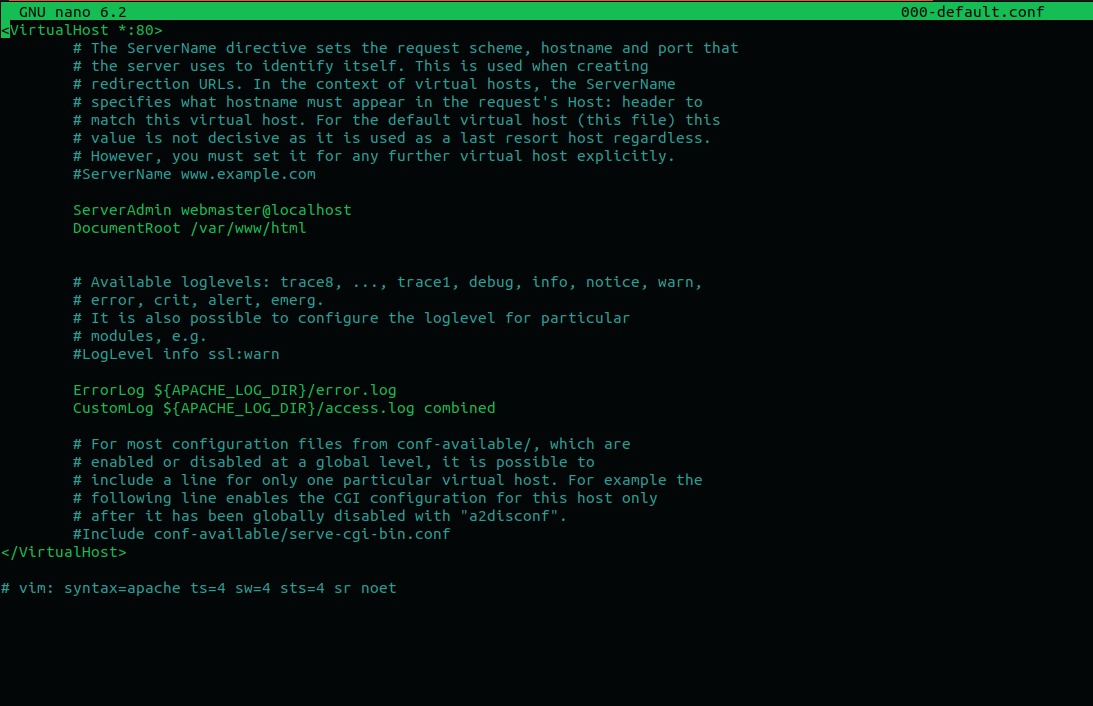 GNU nano 6.2 000-default.conf
<VirtualHost *:80>
# The ServerName directive sets the request scheme, hostname and port that
# the server uses to identify itself. This is used when creating
# redirection URLs. In the context of virtual hosts, the ServerName
# specifies what hostname must appear in the request's Host: header to
# match this virtual host. For the default virtual host (this file) this
# value is not decisive as it is used as a last resort host regardless.
# However, you must set it for any further virtual host explicitly.
#ServerName www.example.com
ServerAdmin webmaster@localhost
DocumentRoot /var/www/html
# Available loglevels: trace8, ..., trace1, debug, info, notice, warn,
# error, crit, alert, emerg.
# It is also possible to configure the loglevel for particular
# modules, e.g.
#LogLevel info ssl:warn
ErrorLog ${APACHE_LOG_DIR}/error.log
CustomLog ${APACHE_LOG_DIR}/access.log combined
# For most configuration files from conf-available/, which are
# enabled or disabled at a global level, it is possible to
# include a line for only one particular virtual host. For example the
# following line enables the CGI configuration for this host only
# after it has been globally disabled with "a2disconf".
#Include conf-available/serve-cgi-bin.conf
</VirtualHost>
# vim: syntax=apache ts=4 sw=4 sts=4 sr noet